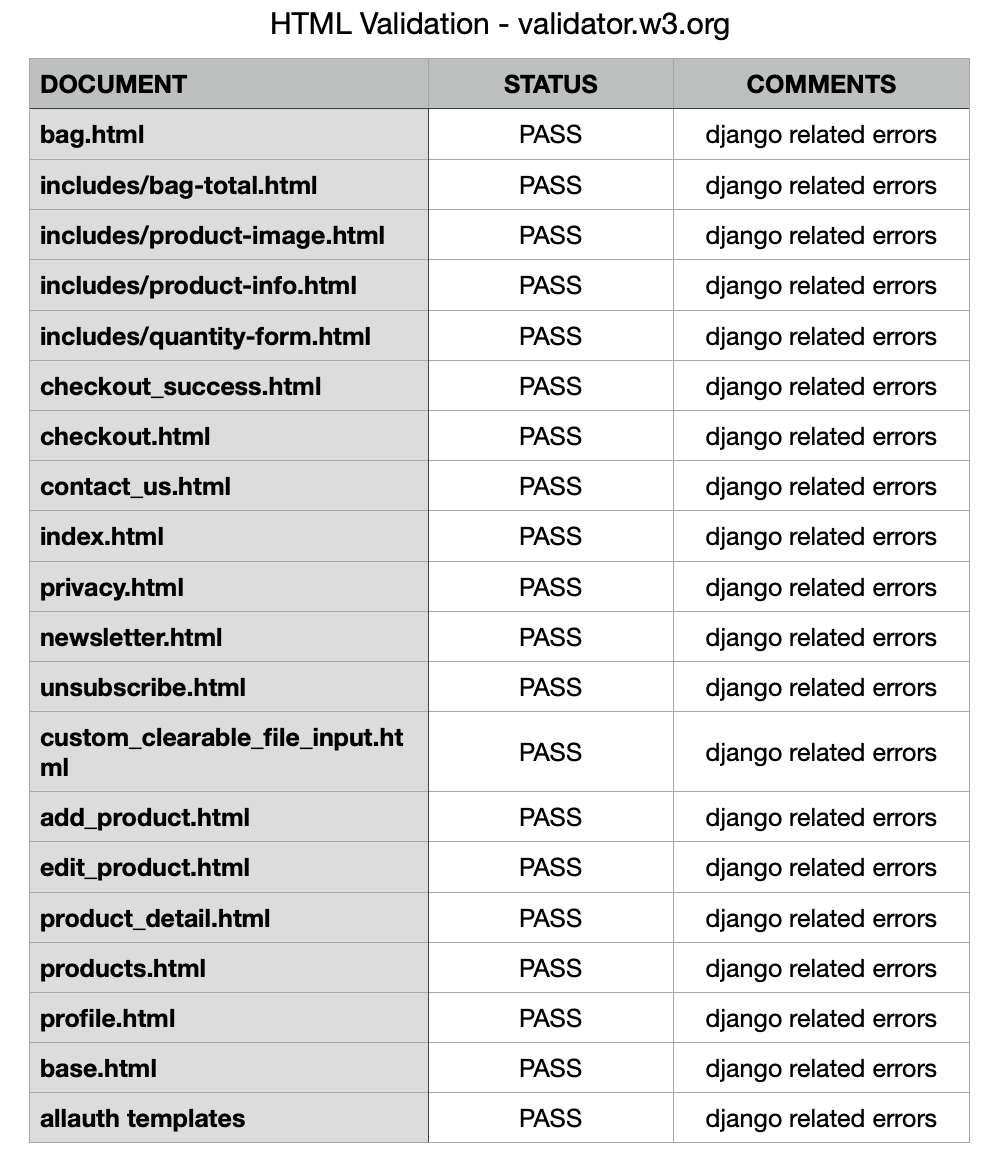 HTML Validation - validator.w3.org
DOCUMENT STATUS COMMENTS
bag.html PASS django related errors
includes/bag-total.html PASS django related errors
includes/product-image.html PASS django related errors
includes/product-info.html PASS django related errors
includes/quantity-form.html PASS django related errors
checkout_success.html PASS django related errors
checkout.html PASS django related errors
contact_us.html PASS django related errors
index.html PASS django related errors
privacy.html PASS django related errors
newsletter.html PASS django related errors
unsubscribe.html PASS django related errors
custom_clearable_file_input.ht
ml PASS django related errors
add_product.html PASS django related errors
edit_product.html PASS django related errors
product_detail.html PASS django related errors
products.html PASS django related errors
profile.html PASS django related errors
base.html PASS django related errors
allauth templates PASS django related errors